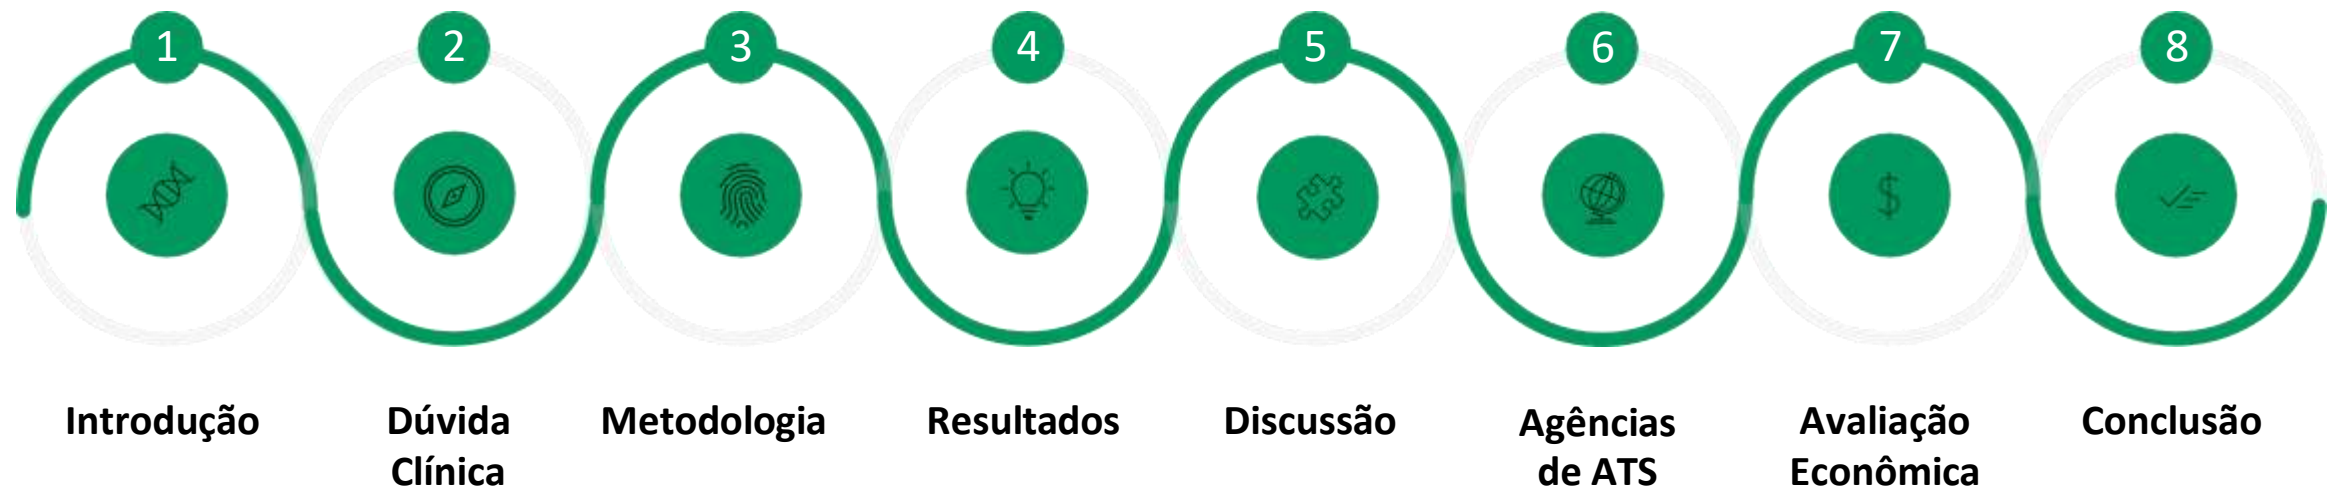 1
2
3
4
5
6
7
8
Introdução
Dúvida
Clínica
Metodologia
Resultados
Discussão
Agências
de ATS
Avaliação
Econômica
Conclusão